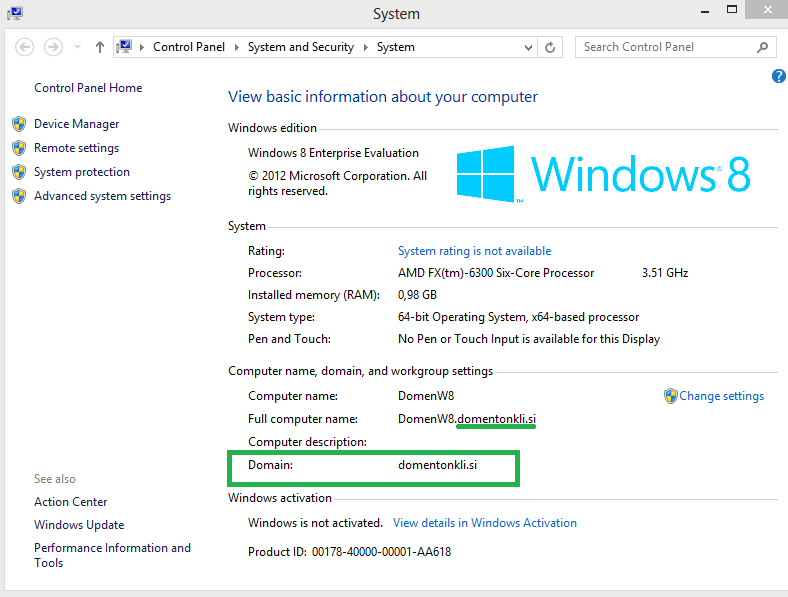 System
Control Panel System and Security System
Search Control Panel
?
Control Panel Home
Device Manager
Remote settings
System protection
Advanced system settings
View basic information about your computer
Windows edition
Windows 8 Enterprise Evaluation
© 2012 Microsoft Corporation. All
rights reserved.
Windows® 8
™
System
Rating: System rating is not available
Processor: AMD FX(tm)-6300 Six-Core Processor 3.51 GHz
Installed memory (RAM): 0,98 GB
System type: 64-bit Operating System, x64-based processor
Pen and Touch: No Pen or Touch Input is available for this Display
Computer name, domain, and workgroup settings
Computer name: DomenW8
Change settings
Full computer name: DomenW8.domentonkli.si
Computer description:
Domain: domentonkli.si
Windows activation
Windows is not activated. View details in Windows Activation
Product ID: 00178-40000-00001-AA618
See also
Action Center
Windows Update
Performance Information and
Tools